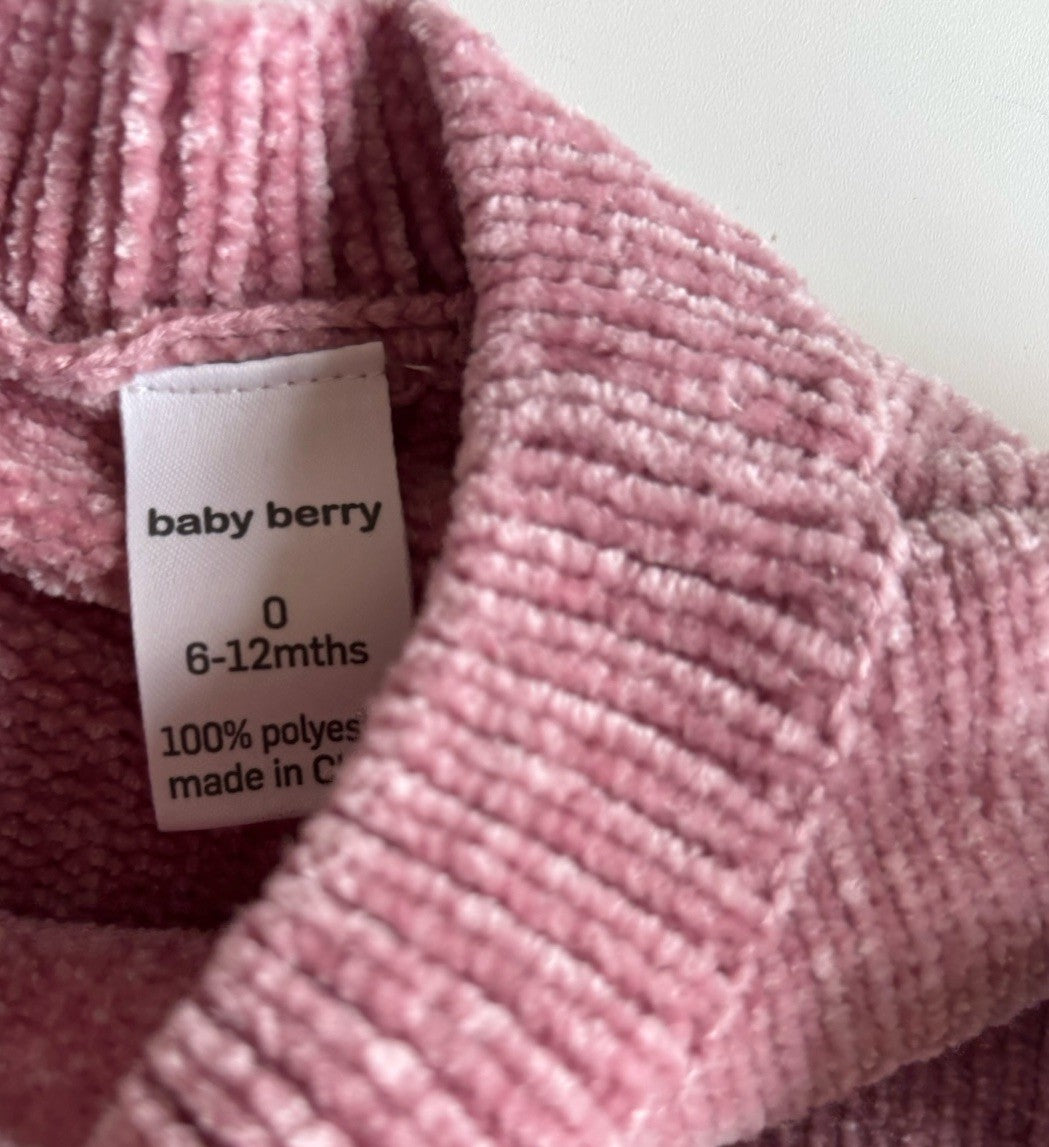 baby berry
0
6-12mths
100% polyes
made in C